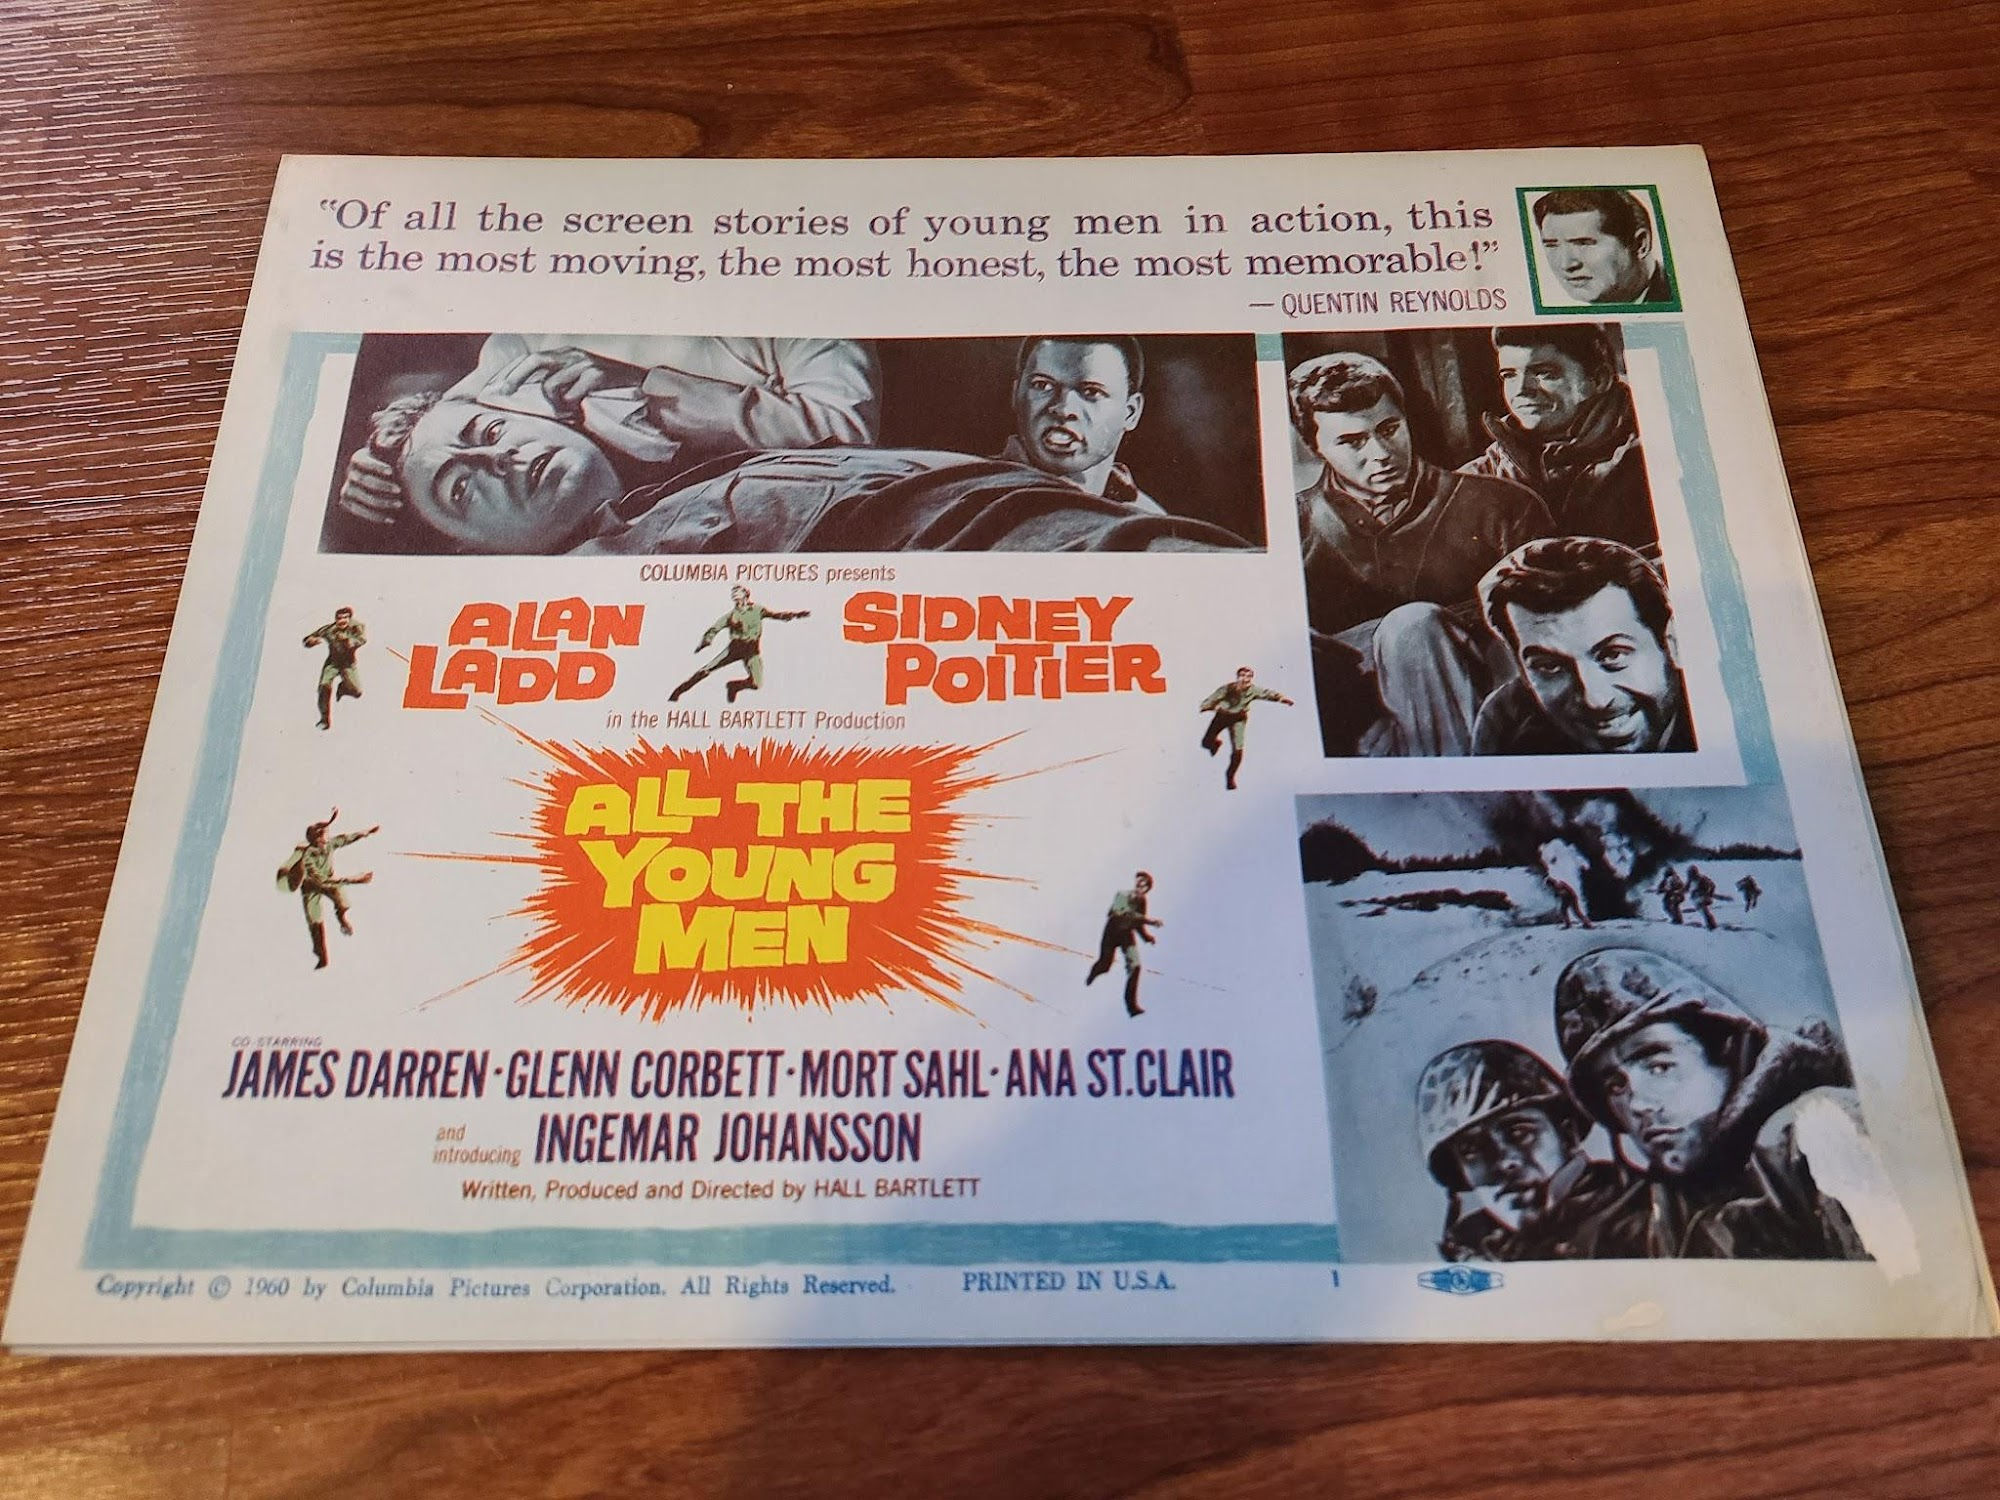 “Of all the screen stories of young men in action, this
is the most moving, the most honest, the most memorable!”
— QUENTIN REYNOLDS
COLUMBIA PICTURES presents
ALAN
LADD
SIDNEY
POITIER
in the HALL BARTLETT Production
ALL THE
YOUNG
MEN
CO-STARRING
JAMES DARREN · GLENN CORBETT · MORT SAHL · ANA ST. CLAIR
and
introducing INGEMAR JOHANSSON
Written, Produced and Directed by HALL BARTLETT
Copyright © 1960 by Columbia Pictures Corporation. All Rights Reserved. PRINTED IN U.S.A. 1